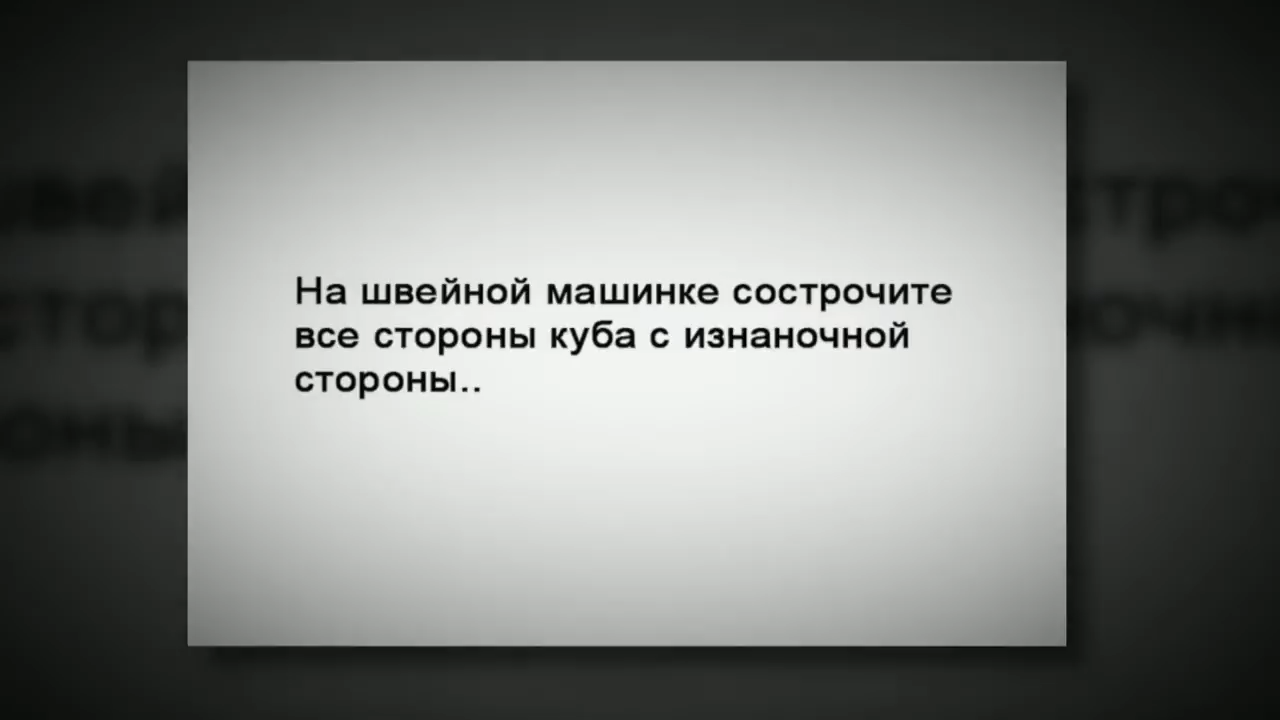 На швейной машинке сострочите
все стороны куба с изнаночной
стороны..